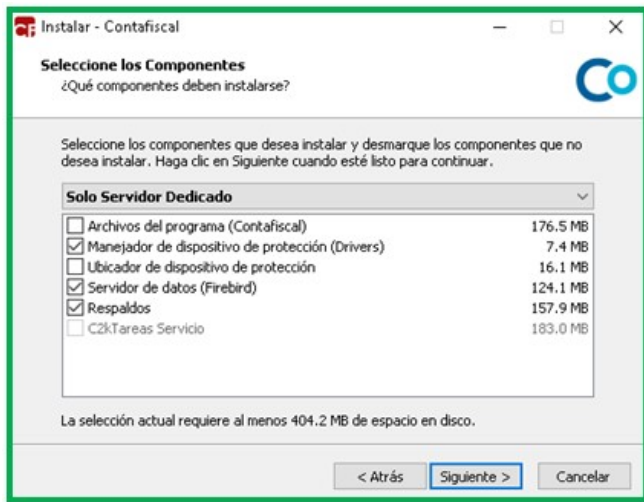 CF Instalar - Contafiscal
Seleccione los Componentes
¿Qué componentes deben instalarse?
Co
Seleccione los componentes que desea instalar y desmarque los componentes que no
desea instalar. Haga clic en Siguiente cuando esté listo para continuar.
Solo Servidor Dedicado
Archivos del programa (Contafiscal) 176.5 MB
Manejador de dispositivo de protección (Drivers) 7.4 MB
Ubicador de dispositivo de protección 16.1 MB
Servidor de datos (Firebird) 124.1 MB
Respaldos 157.9 MB
C2kTareas Servicio 183.0 MB
La selección actual requiere al menos 404.2 MB de espacio en disco.
< Atrás Siguiente > Cancelar